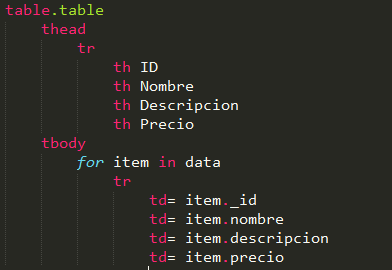 table.table
    thead
        tr
            th ID
            th Nombre
            th Descripcion
            th Precio
    tbody
        for item in data
            tr
                td= item._id
                td= item.nombre
                td= item.descripcion
                td= item.precio